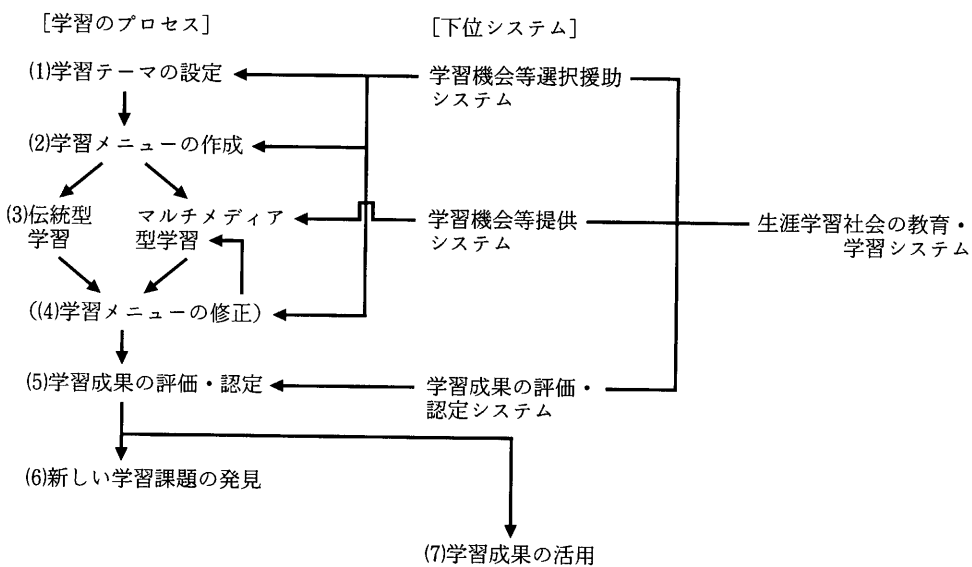 [学習のプロセス]
[下位システム]
(1)学習テーマの設定
学習機会等選択援助
システム
(2)学習メニューの作成
(3)伝統型
学習
マルチメディア
型学習
学習機会等提供
システム
生涯学習社会の教育・
学習システム
((4)学習メニューの修正)
(5)学習成果の評価・認定
学習成果の評価・
認定システム
(6)新しい学習課題の発見
(7)学習成果の活用